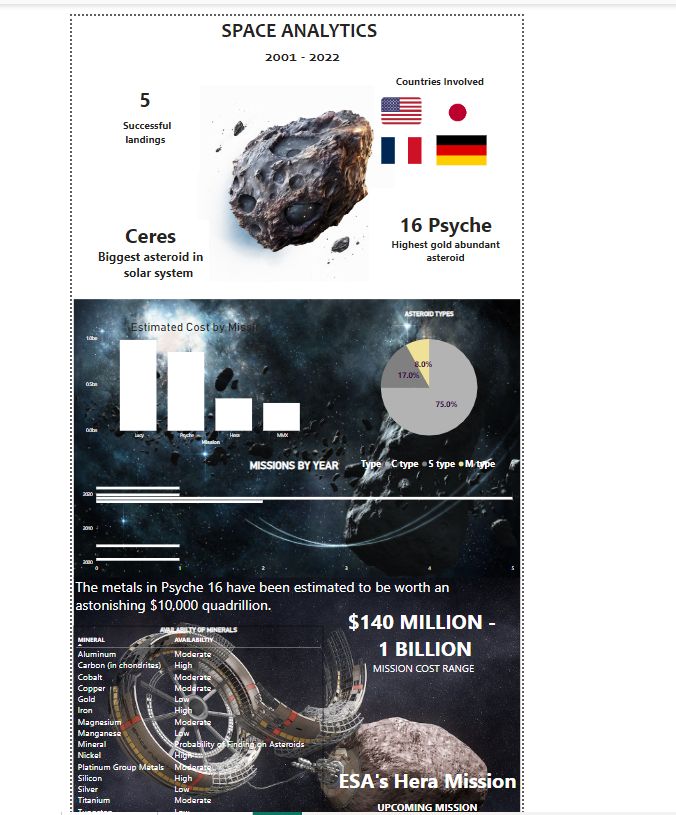 SPACE ANALYTICS
2001 - 2022
5
Successful
landings
Countries Involved
Ceres
Biggest asteroid in
solar system
16 Psyche
Highest gold abundant
asteroid
Estimated Cost by Missi
1.0bn
0.5bn
0.0bn
Lucy Psyche Hera MMX
Mission
ASTEROID TYPES
8.0%
17.0%
75.0%
Type C type S type M type
MISSIONS BY YEAR
2020
2010
2000
0 1 2 3 4 5
The metals in Psyche 16 have been estimated to be worth an
astonishing $10,000 quadrillion.
AVAILABILTY OF MINERALS
MINERAL AVAILABILTIY
Aluminum Moderate
Carbon (in chondrites) High
Cobalt Moderate
Copper Moderate
Gold Low
Iron High
Magnesium Moderate
Manganese Low
Mineral Probability of Finding on Asteroids
Nickel High
Platinum Group Metals Moderate
Silicon High
Silver Low
Titanium Moderate
$140 MILLION -
1 BILLION
MISSION COST RANGE
ESA's Hera Mission
UPCOMING MISSION